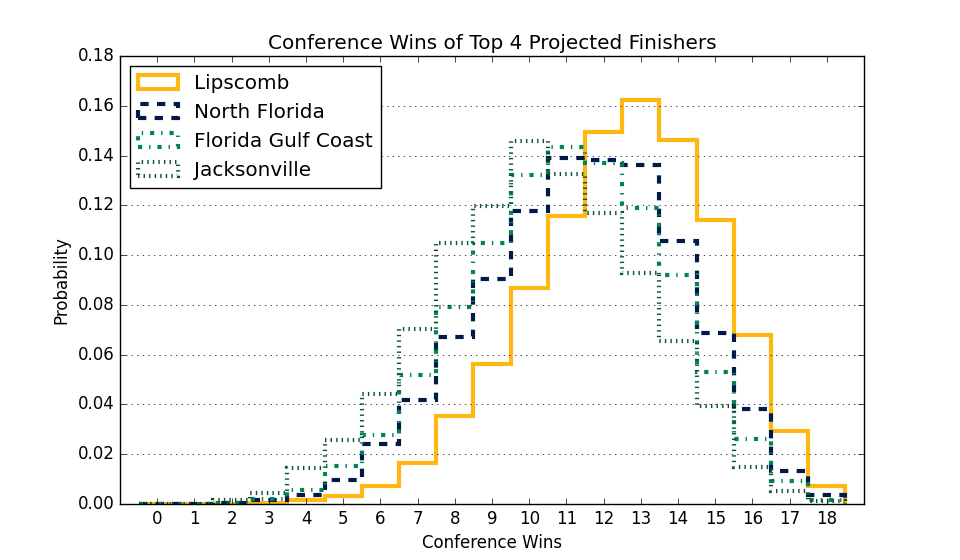 Conference Wins of Top 4 Projected Finishers
0.18
0.16
0.14
0.12
0.10
0.08
0.06
0.04
0.02
0.00
Probability
Lipscomb
North Florida
Florida Gulf Coast
Jacksonville
0 1 2 3 4 5 6 7 8 9 10 11 12 13 14 15 16 17 18
Conference Wins